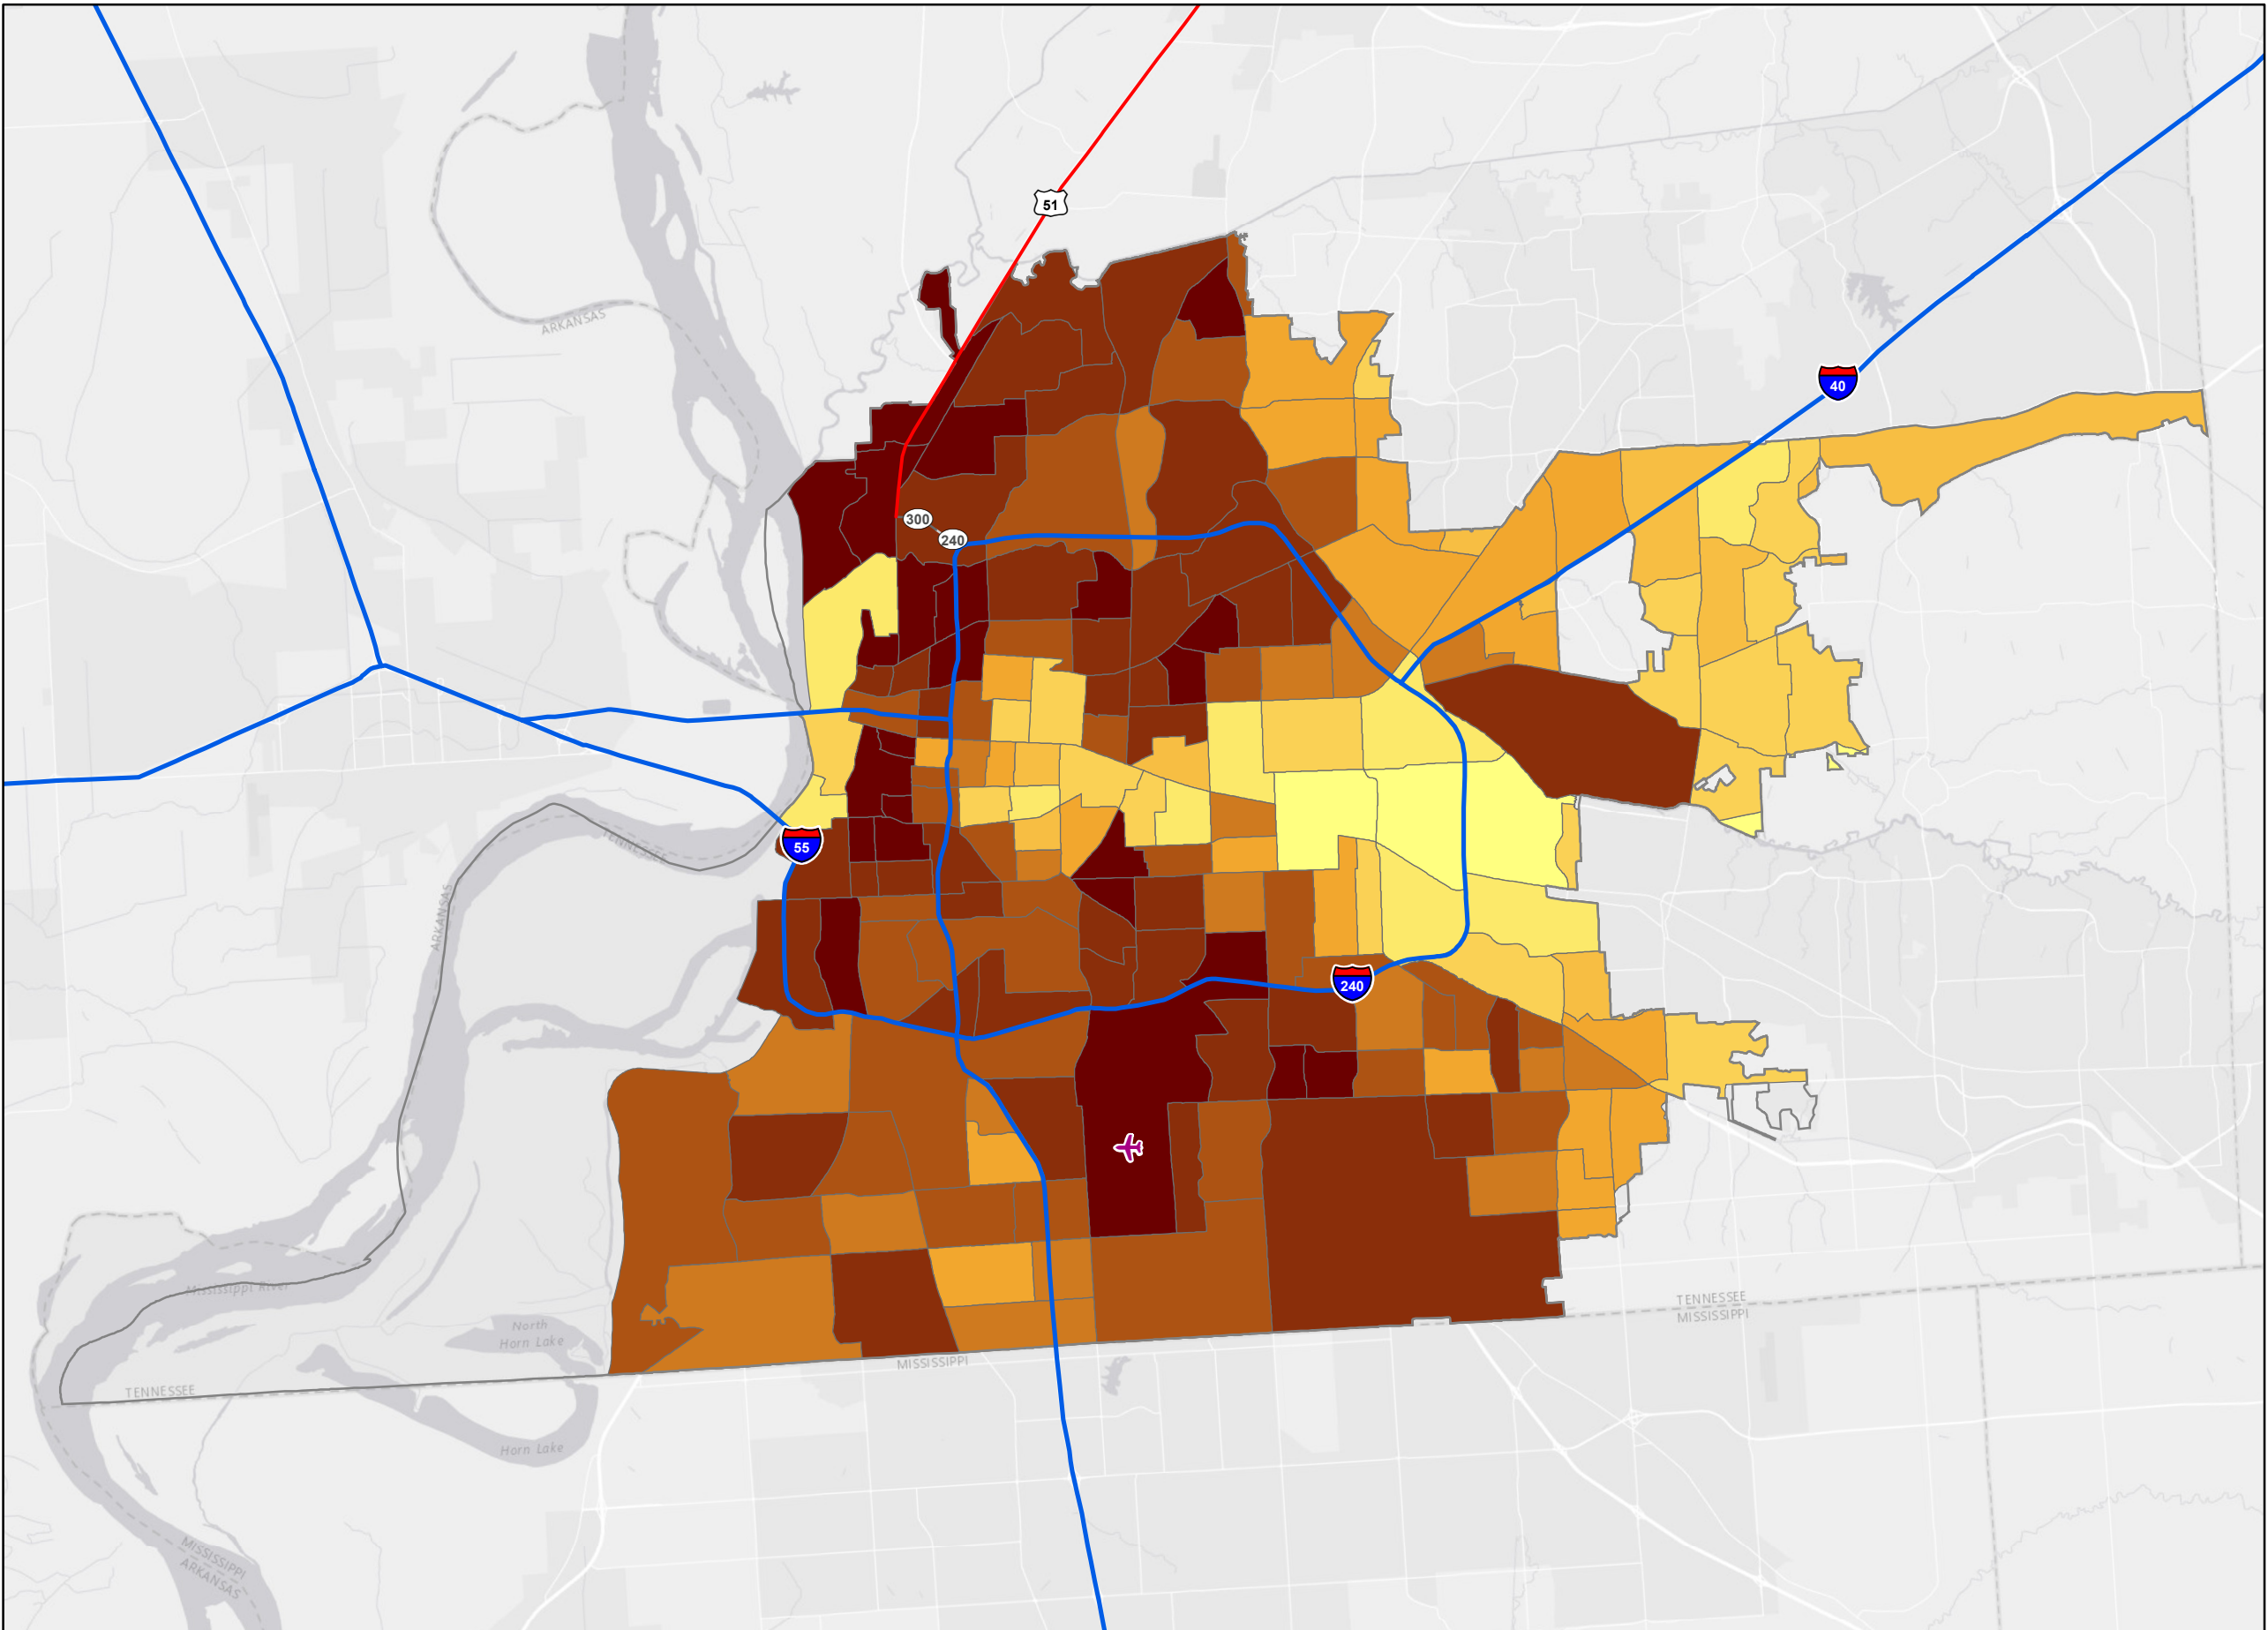 51
ARKANSAS
40
300
240
55
TENNESSEE
ARKANSAS
240
Mississippi River
TENNESSEE
MISSISSIPPI
North
Horn Lake
MISSISSIPPI
TENNESSEE
Horn Lake
MISSISSIPPI
ARKANSAS